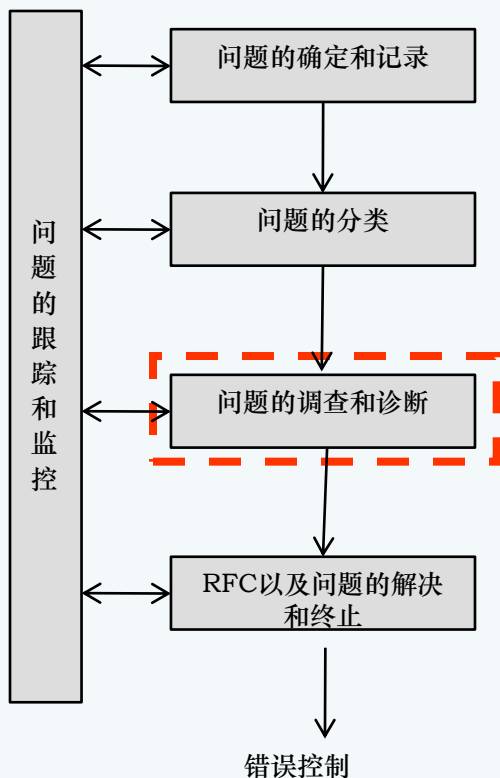 问题的确定和记录
问题的分类
问题的跟踪和监控
问题的调查和诊断
RFC以及问题的解决
和终止
错误控制